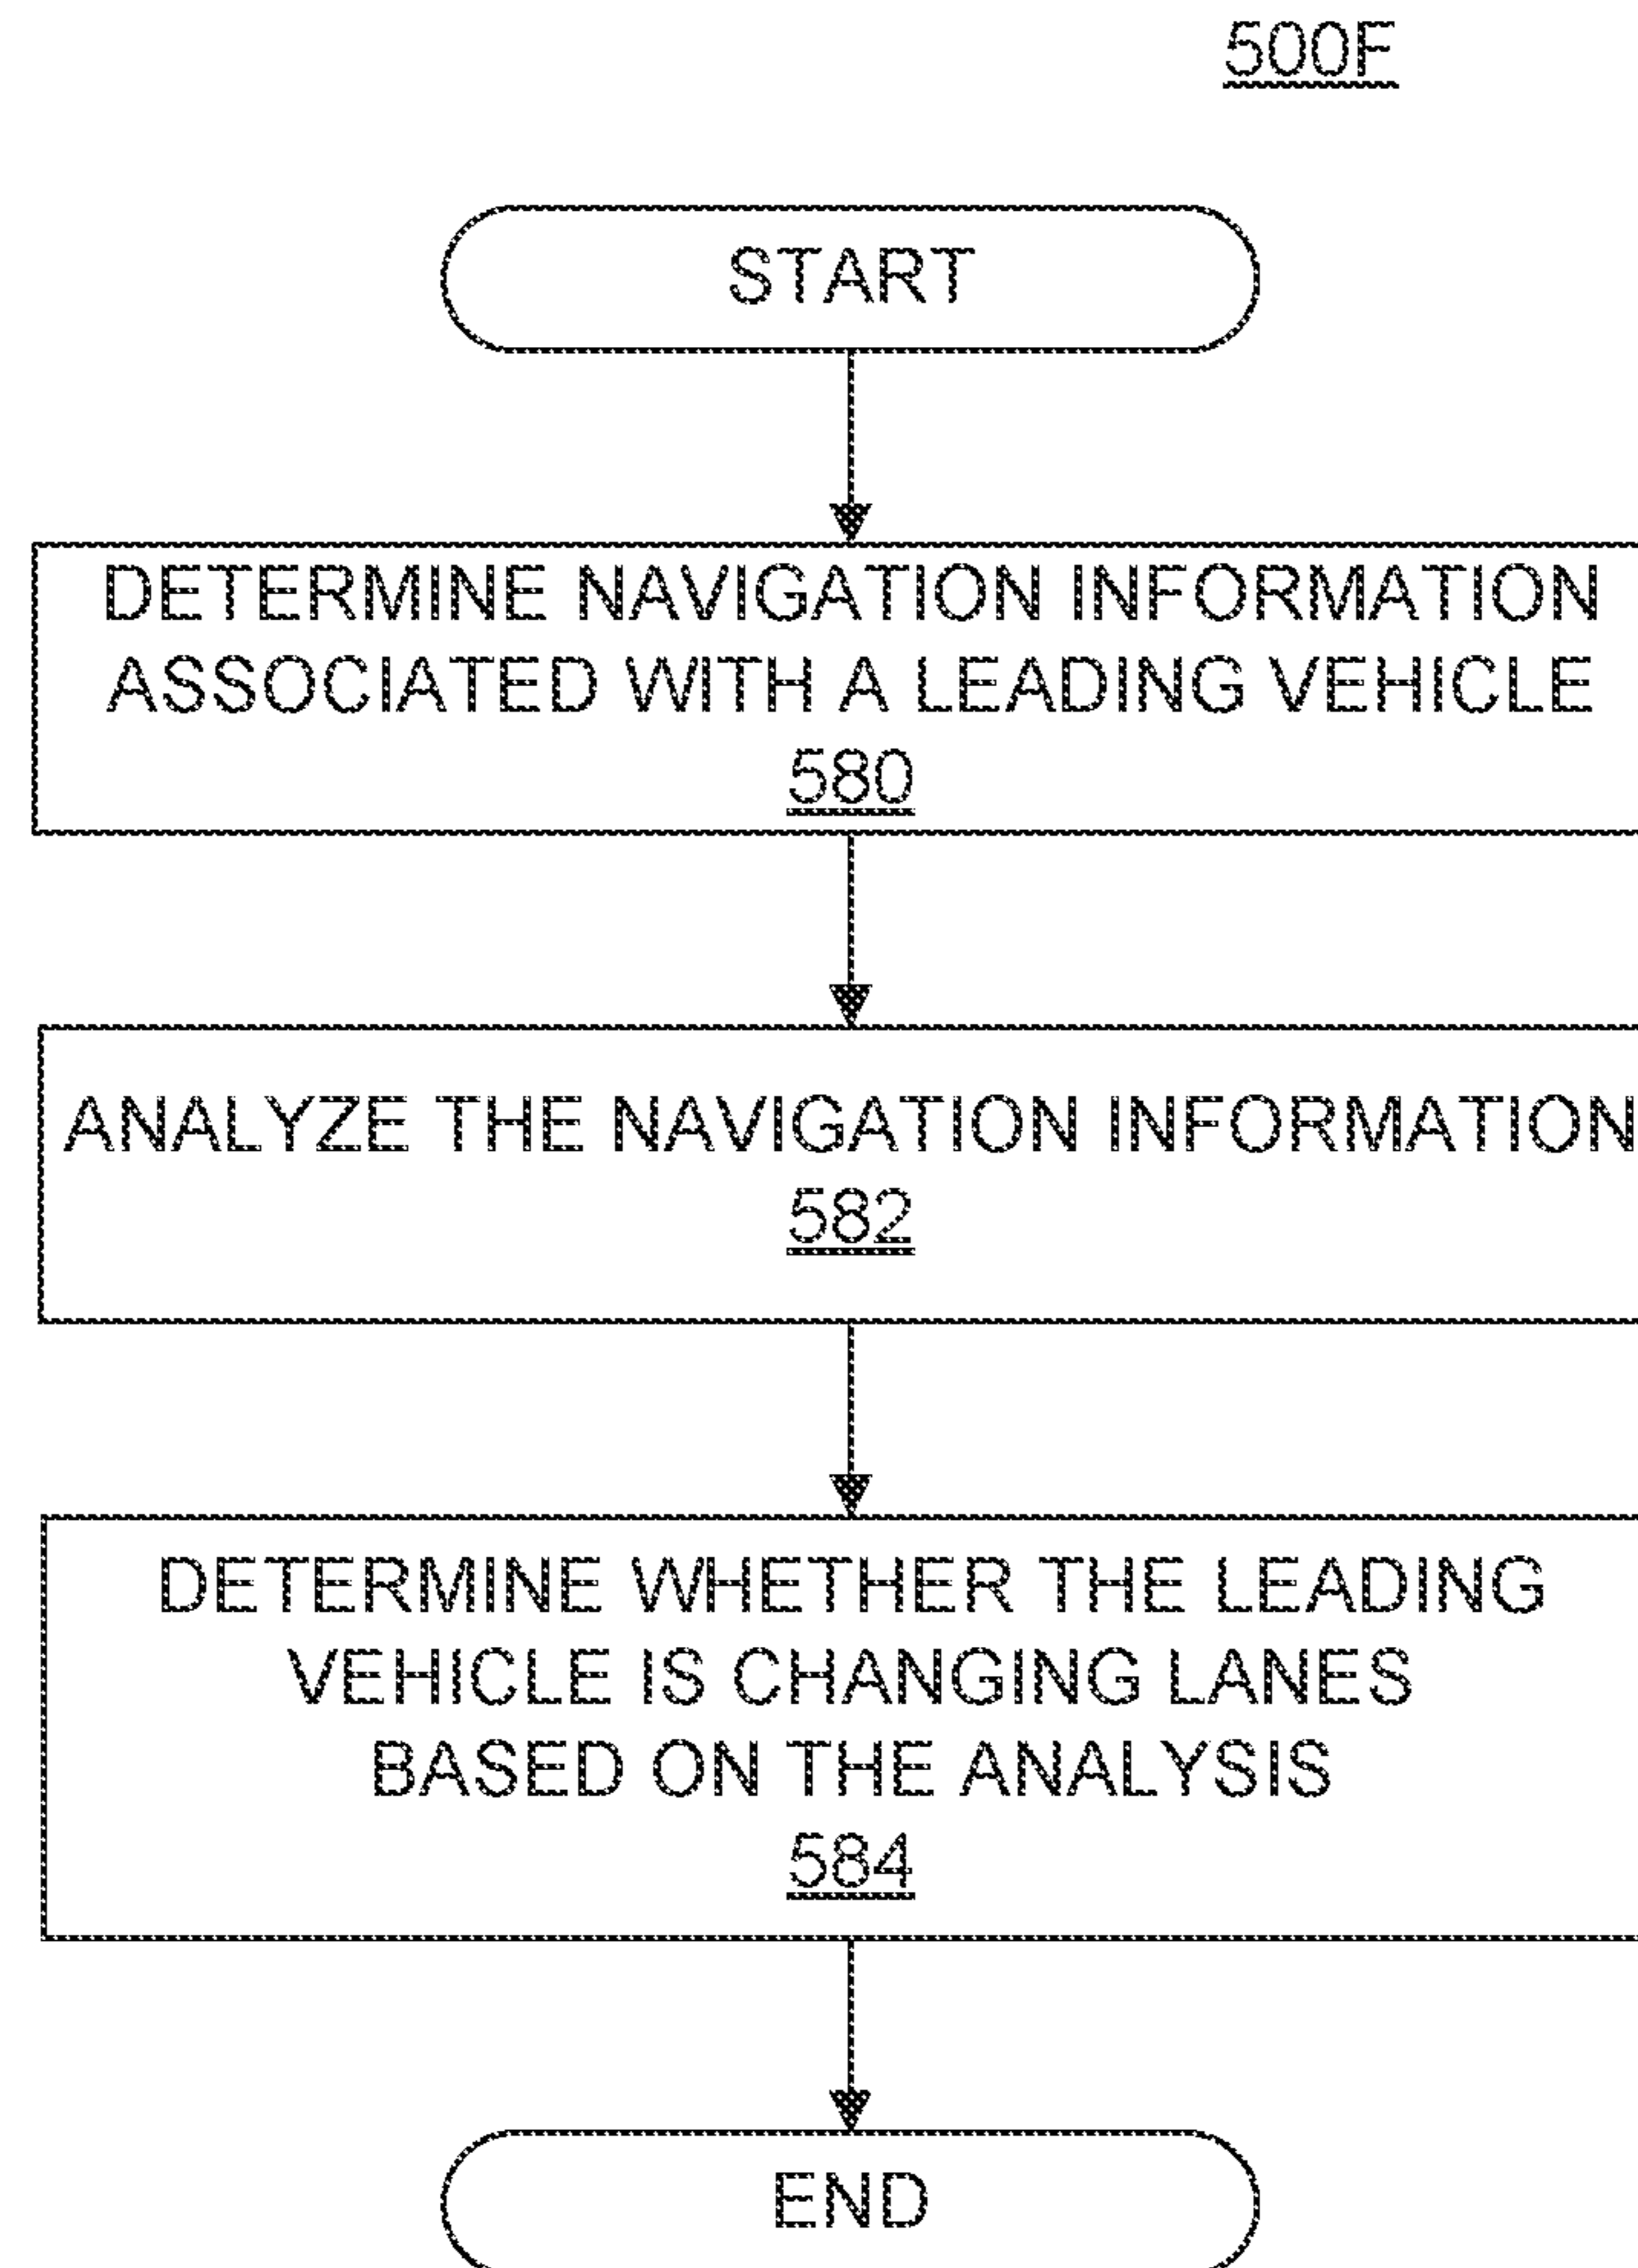 500F
START
DETERMINE NAVIGATION INFORMATION
ASSOCIATED WITH A LEADING VEHICLE
580
ANALYZE THE NAVIGATION INFORMATION
582
DETERMINE WHETHER THE LEADING
VEHICLE IS CHANGING LANES
BASED ON THE ANALYSIS
584
END